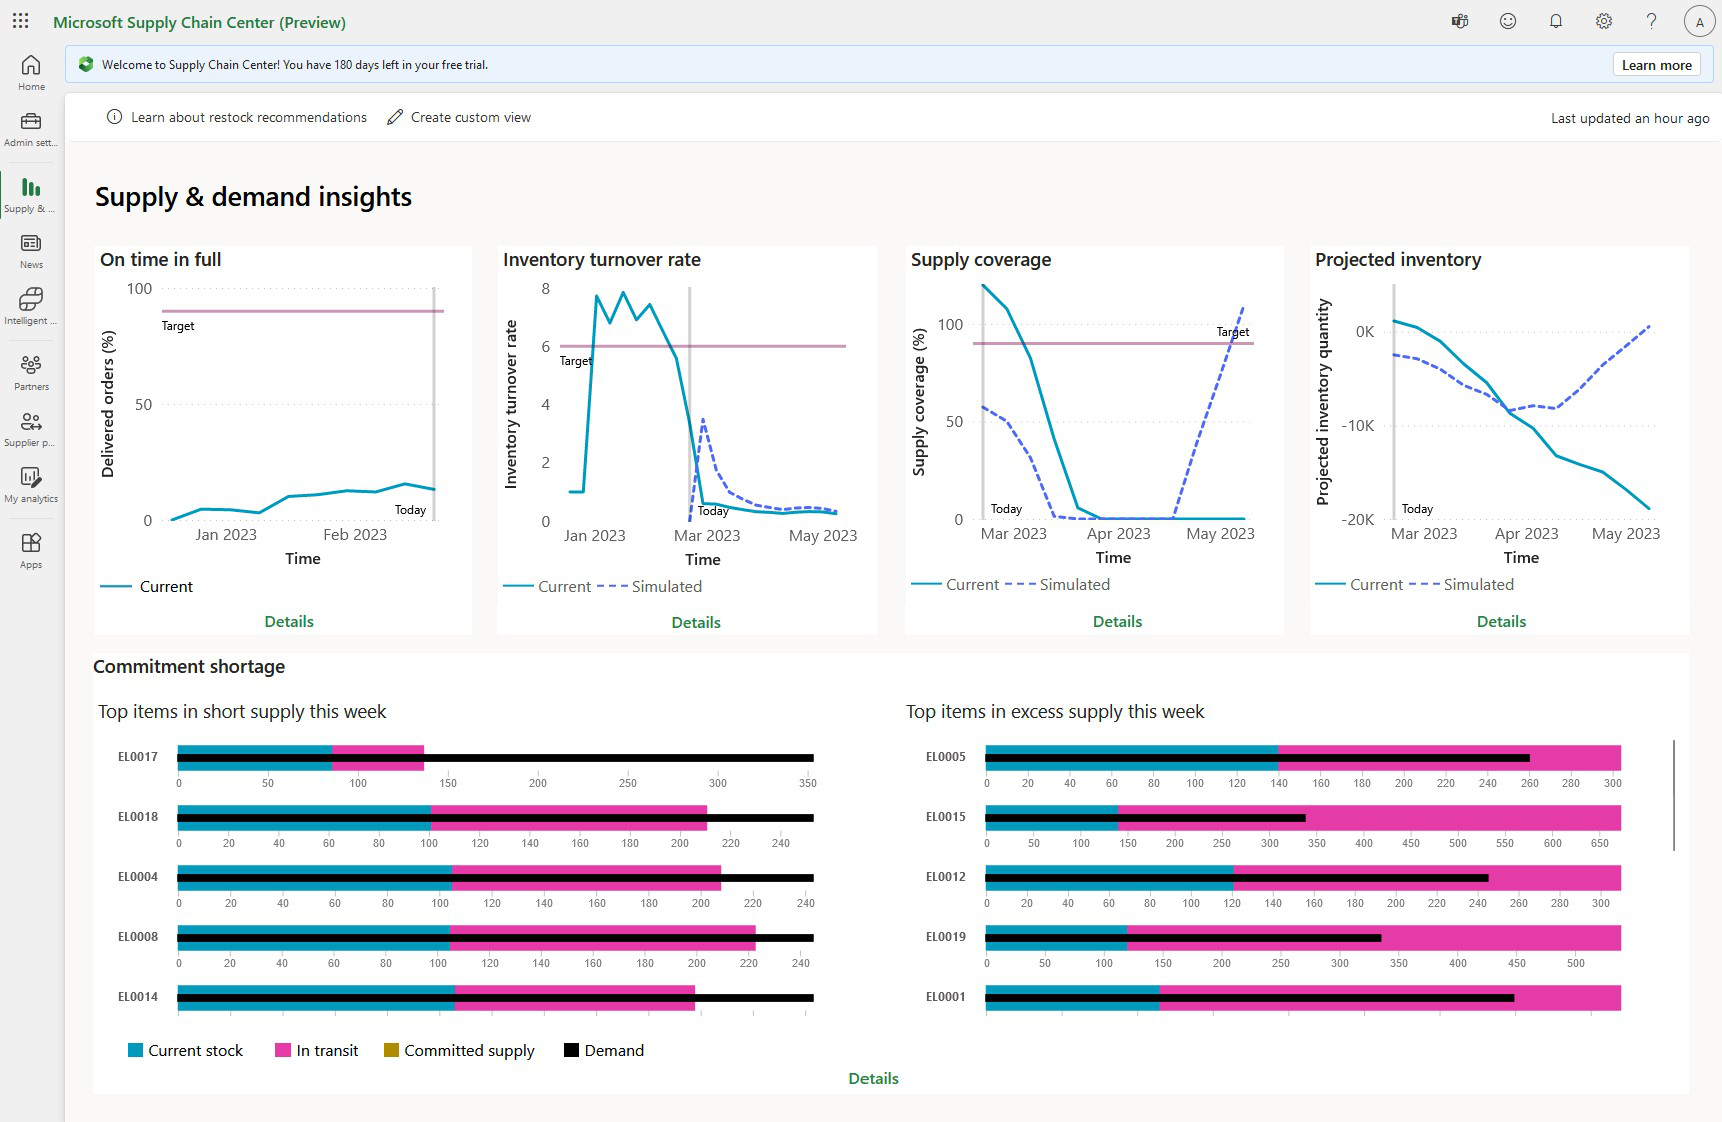 Microsoft Supply Chain Center (Preview)
A
Welcome to Supply Chain Center! You have 180 days left in your free trial.
Learn more
Home
Admin sett...
Supply & ...
News
Intelligent ...
Partners
Supplier p...
My analytics
Apps
Learn about restock recommendations
Create custom view
Last updated an hour ago
Supply & demand insights
On time in full
Delivered orders (%)
100
50
0
Target
Today
Jan 2023 Feb 2023
Time
Current
Details
Inventory turnover rate
Inventory turnover rate
8
6
4
2
0
Target
Today
Jan 2023 Mar 2023 May 2023
Time
Current Simulated
Details
Supply coverage
Supply coverage (%)
100
50
0
Target
Today
Mar 2023 Apr 2023 May 2023
Time
Current Simulated
Details
Projected inventory
Projected inventory quantity
0K
-10K
-20K
Today
Mar 2023 Apr 2023 May 2023
Time
Current Simulated
Details
Commitment shortage
Top items in short supply this week
EL0017
0 50 100 150 200 250 300 350
EL0018
0 20 40 60 80 100 120 140 160 180 200 220 240
EL0004
0 20 40 60 80 100 120 140 160 180 200 220 240
EL0008
0 20 40 60 80 100 120 140 160 180 200 220 240
EL0014
Top items in excess supply this week
EL0005
0 20 40 60 80 100 120 140 160 180 200 220 240 260 280 300
EL0015
0 50 100 150 200 250 300 350 400 450 500 550 600 650
EL0012
0 20 40 60 80 100 120 140 160 180 200 220 240 260 280 300
EL0019
0 50 100 150 200 250 300 350 400 450 500
EL0001
Current stock In transit Committed supply Demand
Details